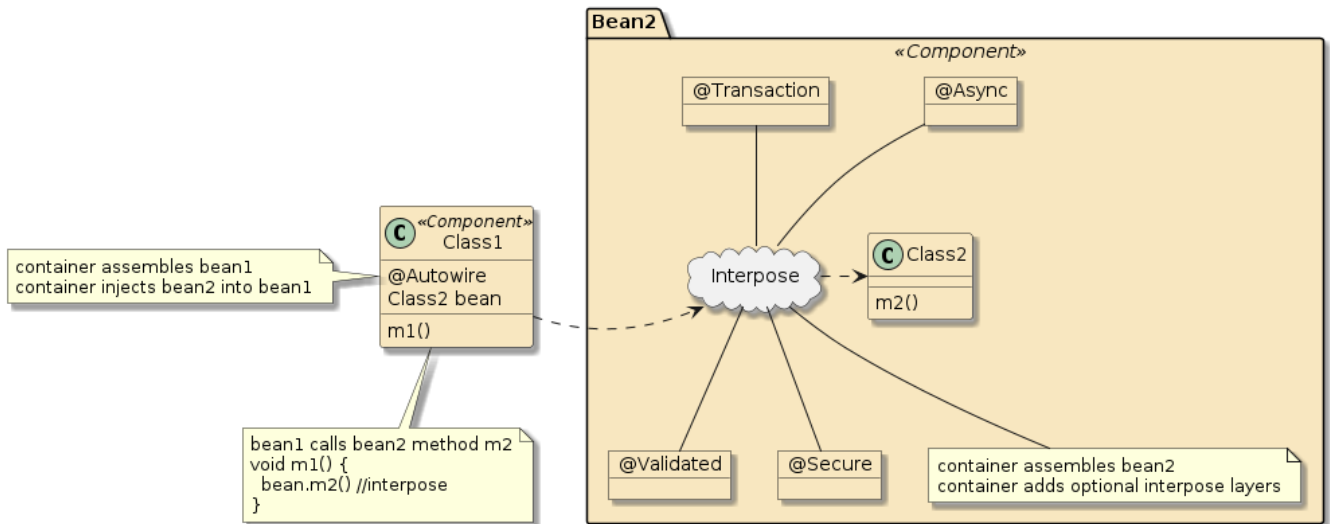 Bean2
«Component»
@Transaction
@Async
C
«Component»
Class1
@Autowire
Class2 bean
m1()
container assembles bean1
container injects bean2 into bean1
Interpose
C
Class2
m2()
bean1 calls bean2 method m2
void m1() {
bean.m2() //interpose
}
@Validated
@Secure
container assembles bean2
container adds optional interpose layers